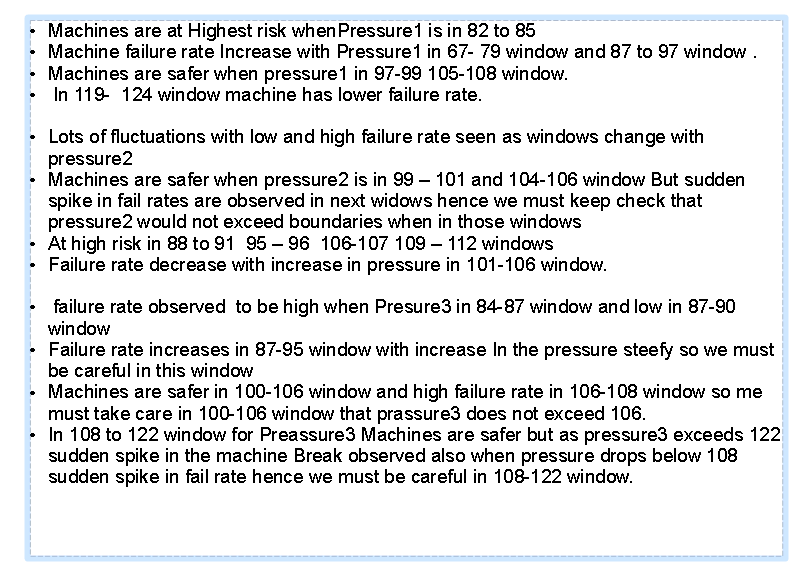 • Machines are at Highest risk whenPressure1 is in 82 to 85
• Machine failure rate Increase with Pressure1 in 67- 79 window and 87 to 97 window .
• Machines are safer when pressure1 in 97-99 105-108 window.
• In 119- 124 window machine has lower failure rate.
• Lots of fluctuations with low and high failure rate seen as windows change with
pressure2
• Machines are safer when pressure2 is in 99 – 101 and 104-106 window But sudden
spike in fail rates are observed in next widows hence we must keep check that
pressure2 would not exceed boundaries when in those windows
• At high risk in 88 to 91 95 – 96 106-107 109 – 112 windows
• Failure rate decrease with increase in pressure in 101-106 window.
• failure rate observed to be high when Presure3 in 84-87 window and low in 87-90
window
• Failure rate increases in 87-95 window with increase In the pressure steefy so we must
be careful in this window
• Machines are safer in 100-106 window and high failure rate in 106-108 window so me
must take care in 100-106 window that prassure3 does not exceed 106.
• In 108 to 122 window for Preassure3 Machines are safer but as pressure3 exceeds 122
sudden spike in the machine Break observed also when pressure drops below 108
sudden spike in fail rate hence we must be careful in 108-122 window.